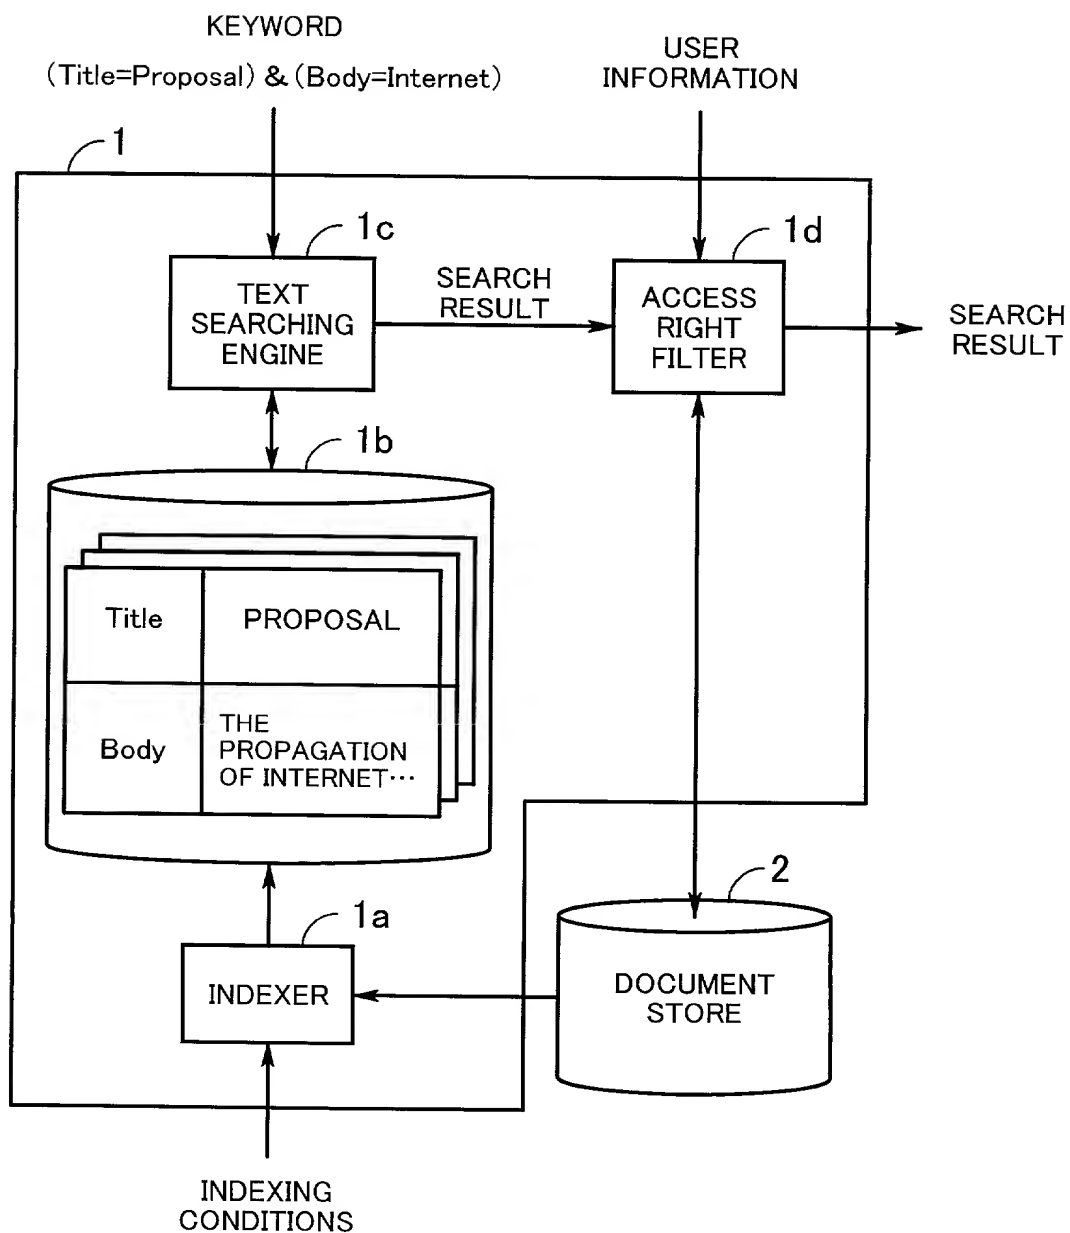 KEYWORD
(Title=Proposal) & (Body=Internet)
USER
INFORMATION
1
1c
1d
TEXT
SEARCHING
ENGINE
SEARCH
RESULT
ACCESS
RIGHT
FILTER
SEARCH
RESULT
1b
Title
PROPOSAL
Body
THE
PROPAGATION
OF INTERNET…
2
1a
INDEXER
DOCUMENT
STORE
INDEXING
CONDITIONS